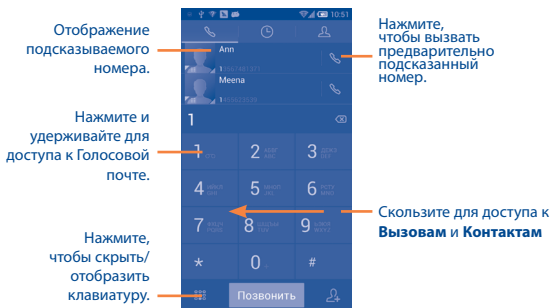 Отображение
подсказываемого
номера.
Нажмите и
удерживайте для
доступа к Голосовой
почте.
Нажмите,
чтобы скрыть/
отобразить
клавиатуру.
10:51
Ann
Meena
1
1
2
3
4
5
6
7
8
9
*
0
#
Позвонить
Нажмите,
чтобы вызвать
предварительно
подсказанный
номер.
Скользите для доступа к
Вызовам и Контактам